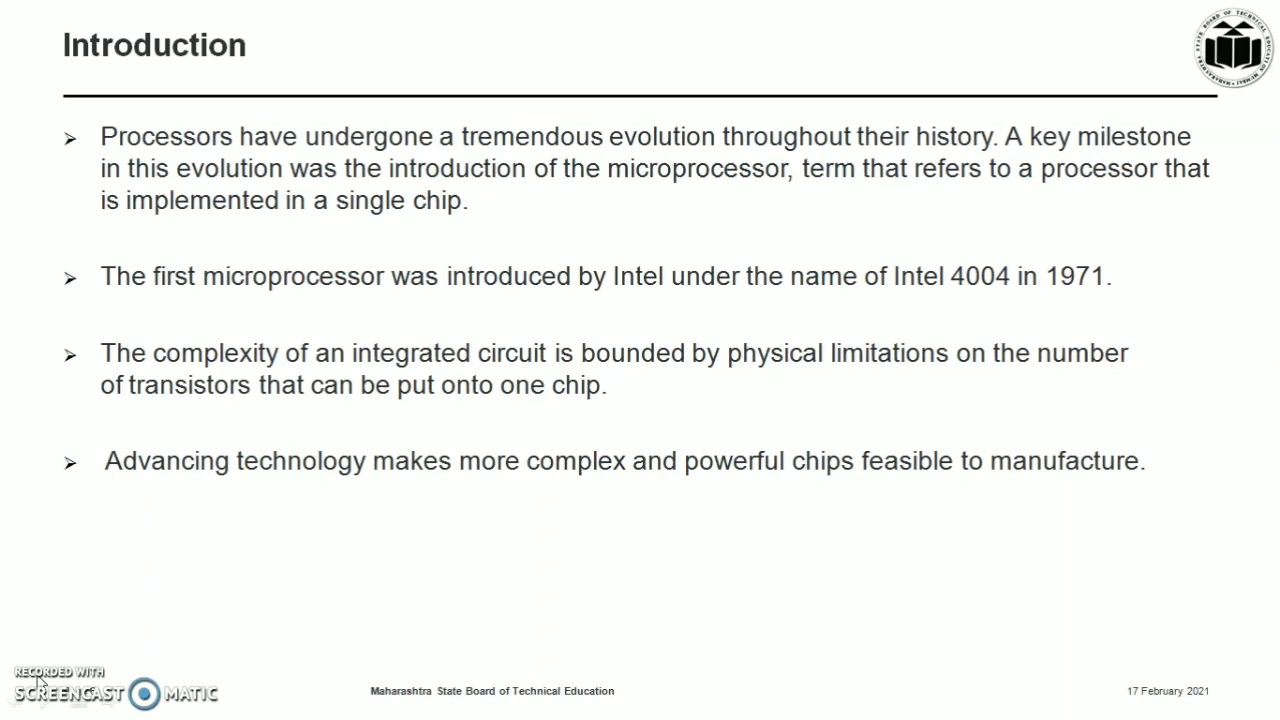 Introduction
➢ Processors have undergone a tremendous evolution throughout their history. A key milestone
in this evolution was the introduction of the microprocessor, term that refers to a processor that
is implemented in a single chip.
➢ The first microprocessor was introduced by Intel under the name of Intel 4004 in 1971.
➢ The complexity of an integrated circuit is bounded by physical limitations on the number
of transistors that can be put onto one chip.
➢ Advancing technology makes more complex and powerful chips feasible to manufacture.
RECORDED WITH
SCREENCAST MATIC
Maharashtra State Board of Technical Education
17 February 2021